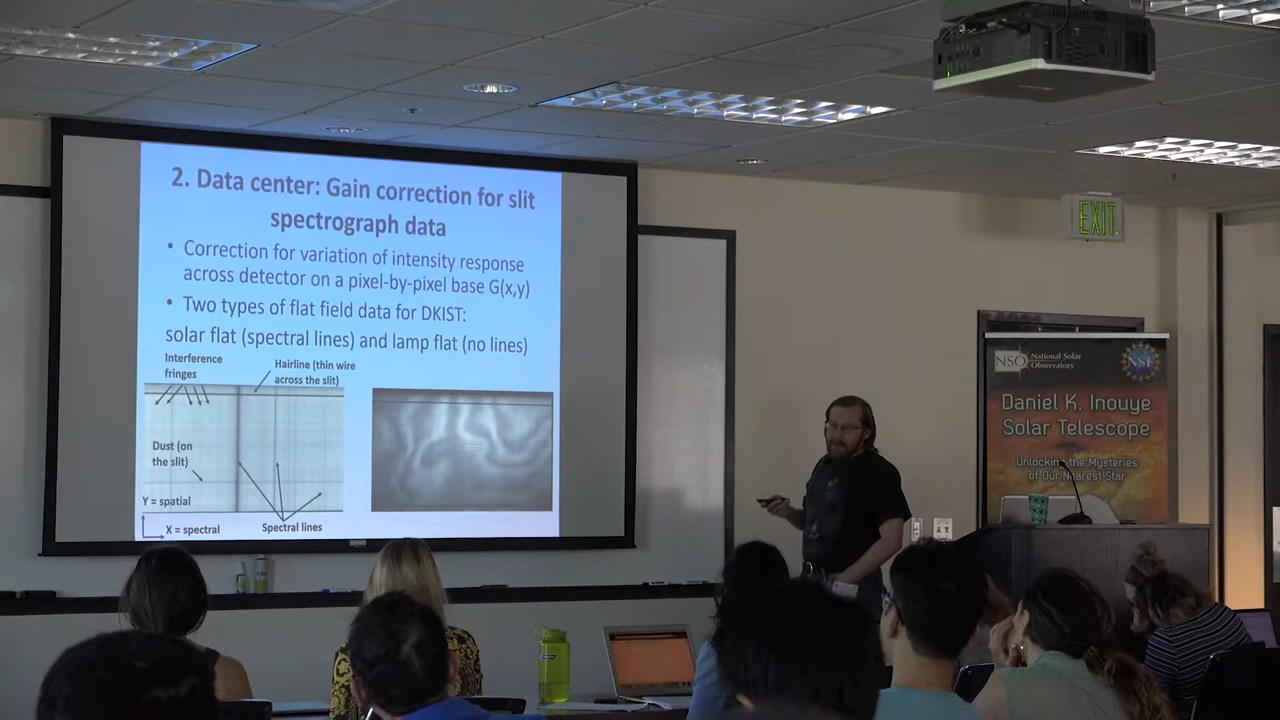 2. Data center: Gain correction for slit
spectrograph data
• Correction for variation of intensity response
across detector on a pixel-by-pixel base G(x,y)
• Two types of flat field data for DKIST:
solar flat (spectral lines) and lamp flat (no lines)
Interference
fringes
Hairline (thin wire
across the slit)
Dust (on
the slit)
Y = spatial
X = spectral
Spectral lines
EXIT
NSO National Solar
Observatory
NSF
Daniel K. Inouye
Solar Telescope
Unlocking the Mysteries
of Our Nearest Star